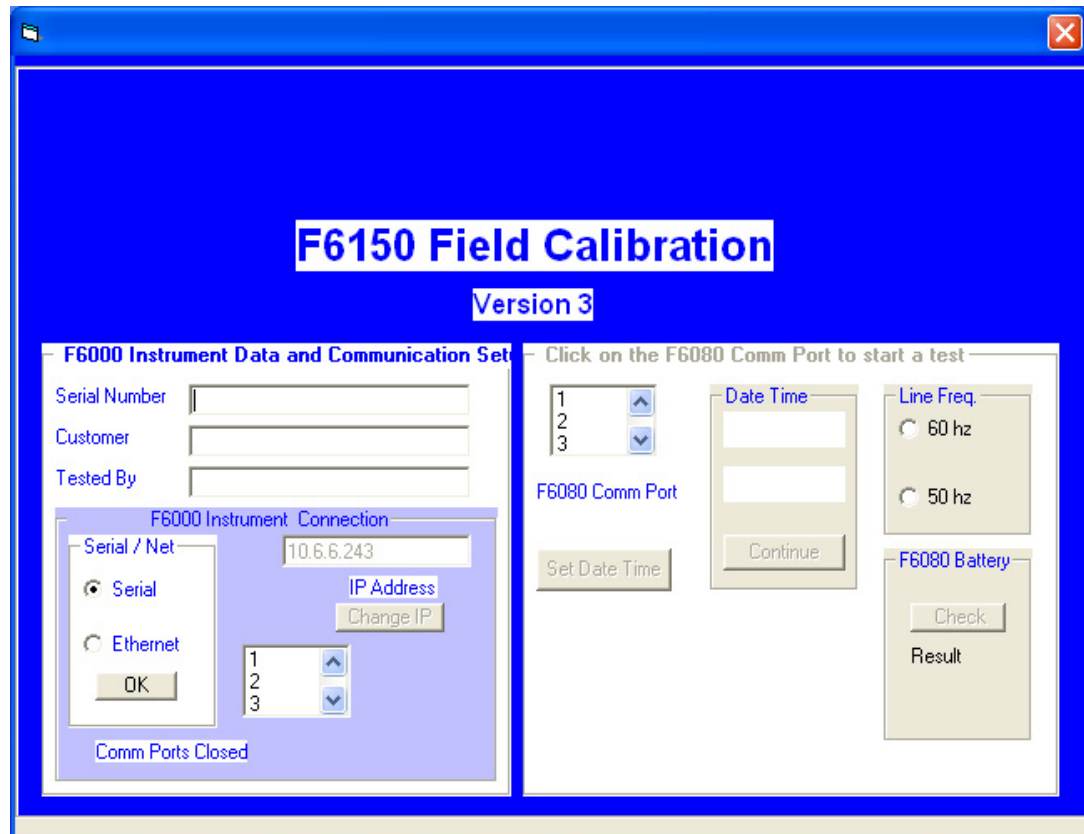 F6150 Field Calibration
Version 3
F6000 Instrument Data and Communication Set
Serial Number
Customer
Tested By
F6000 Instrument Connection
Serial / Net
Serial
Ethernet
OK
10.6.6.243
IP Address
Change IP
1
2
3
Comm Ports Closed
Click on the F6080 Comm Port to start a test
1
2
3
F6080 Comm Port
Set Date Time
Date Time
Continue
Line Freq.
60 hz
50 hz
F6080 Battery
Check
Result